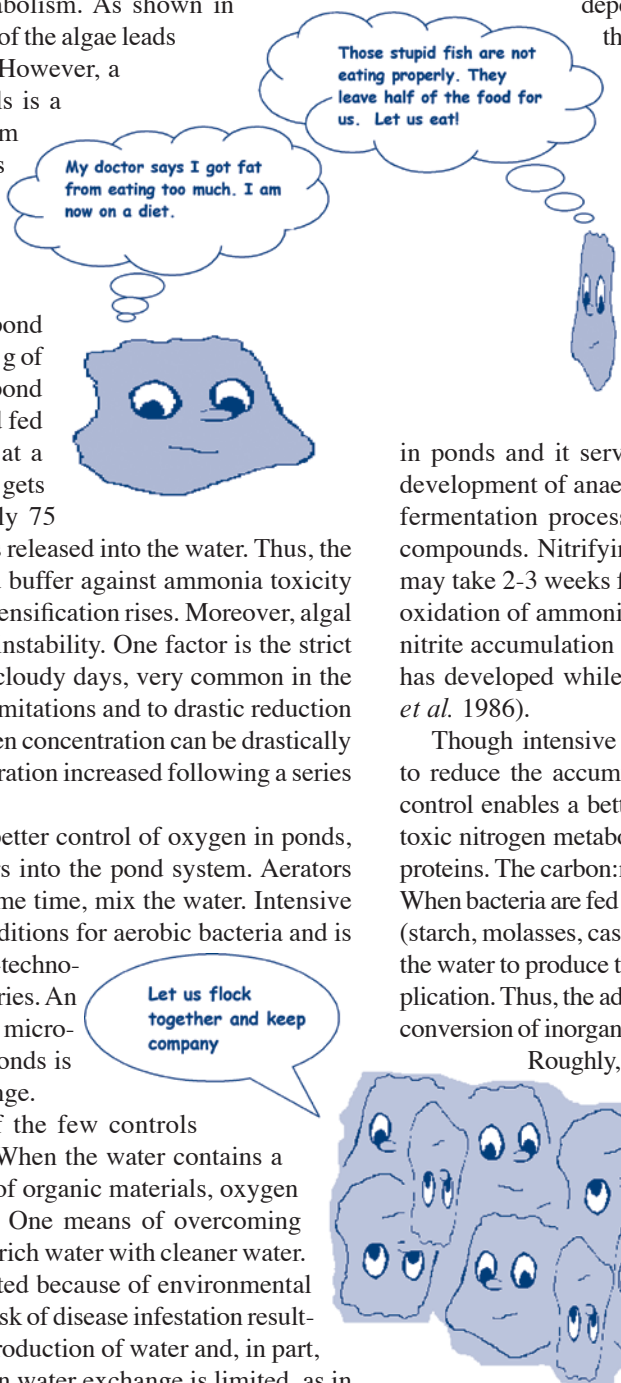 abolism. As shown in
of the algae leads
However, a
ls is a
m
s
My doctor says I got fat
from eating too much. I am
now on a diet.
pond
g of
pond
l fed
at a
gets
ly 75
s released into the water. Thus, the
d buffer against ammonia toxicity
ensification rises. Moreover, algal
instability. One factor is the strict
cloudy days, very common in the
mitations and to drastic reduction
en concentration can be drastically
ration increased following a series
better control of oxygen in ponds,
rs into the pond system. Aerators
me time, mix the water. Intensive
ditions for aerobic bacteria and is
-techno-
ries. An
micro-
onds is
nge.
Let us flock
together and keep
company
f the few controls
When the water contains a
of organic materials, oxygen
One means of overcoming
rich water with cleaner water.
ted because of environmental
sk of disease infestation result-
roduction of water and, in part,
n water exchange is limited, as in
depo
th
Those stupid fish are not
eating properly. They
leave half of the food for
us. Let us eat!
in ponds and it serv
development of anae
fermentation process
compounds. Nitrifyin
may take 2-3 weeks f
oxidation of ammoni
nitrite accumulation
has developed while
et al. 1986).
Though intensive
to reduce the accum
control enables a bett
toxic nitrogen metabo
proteins. The carbon:n
When bacteria are fed
(starch, molasses, cas
the water to produce t
plication. Thus, the ad
conversion of inorgan
Roughly,